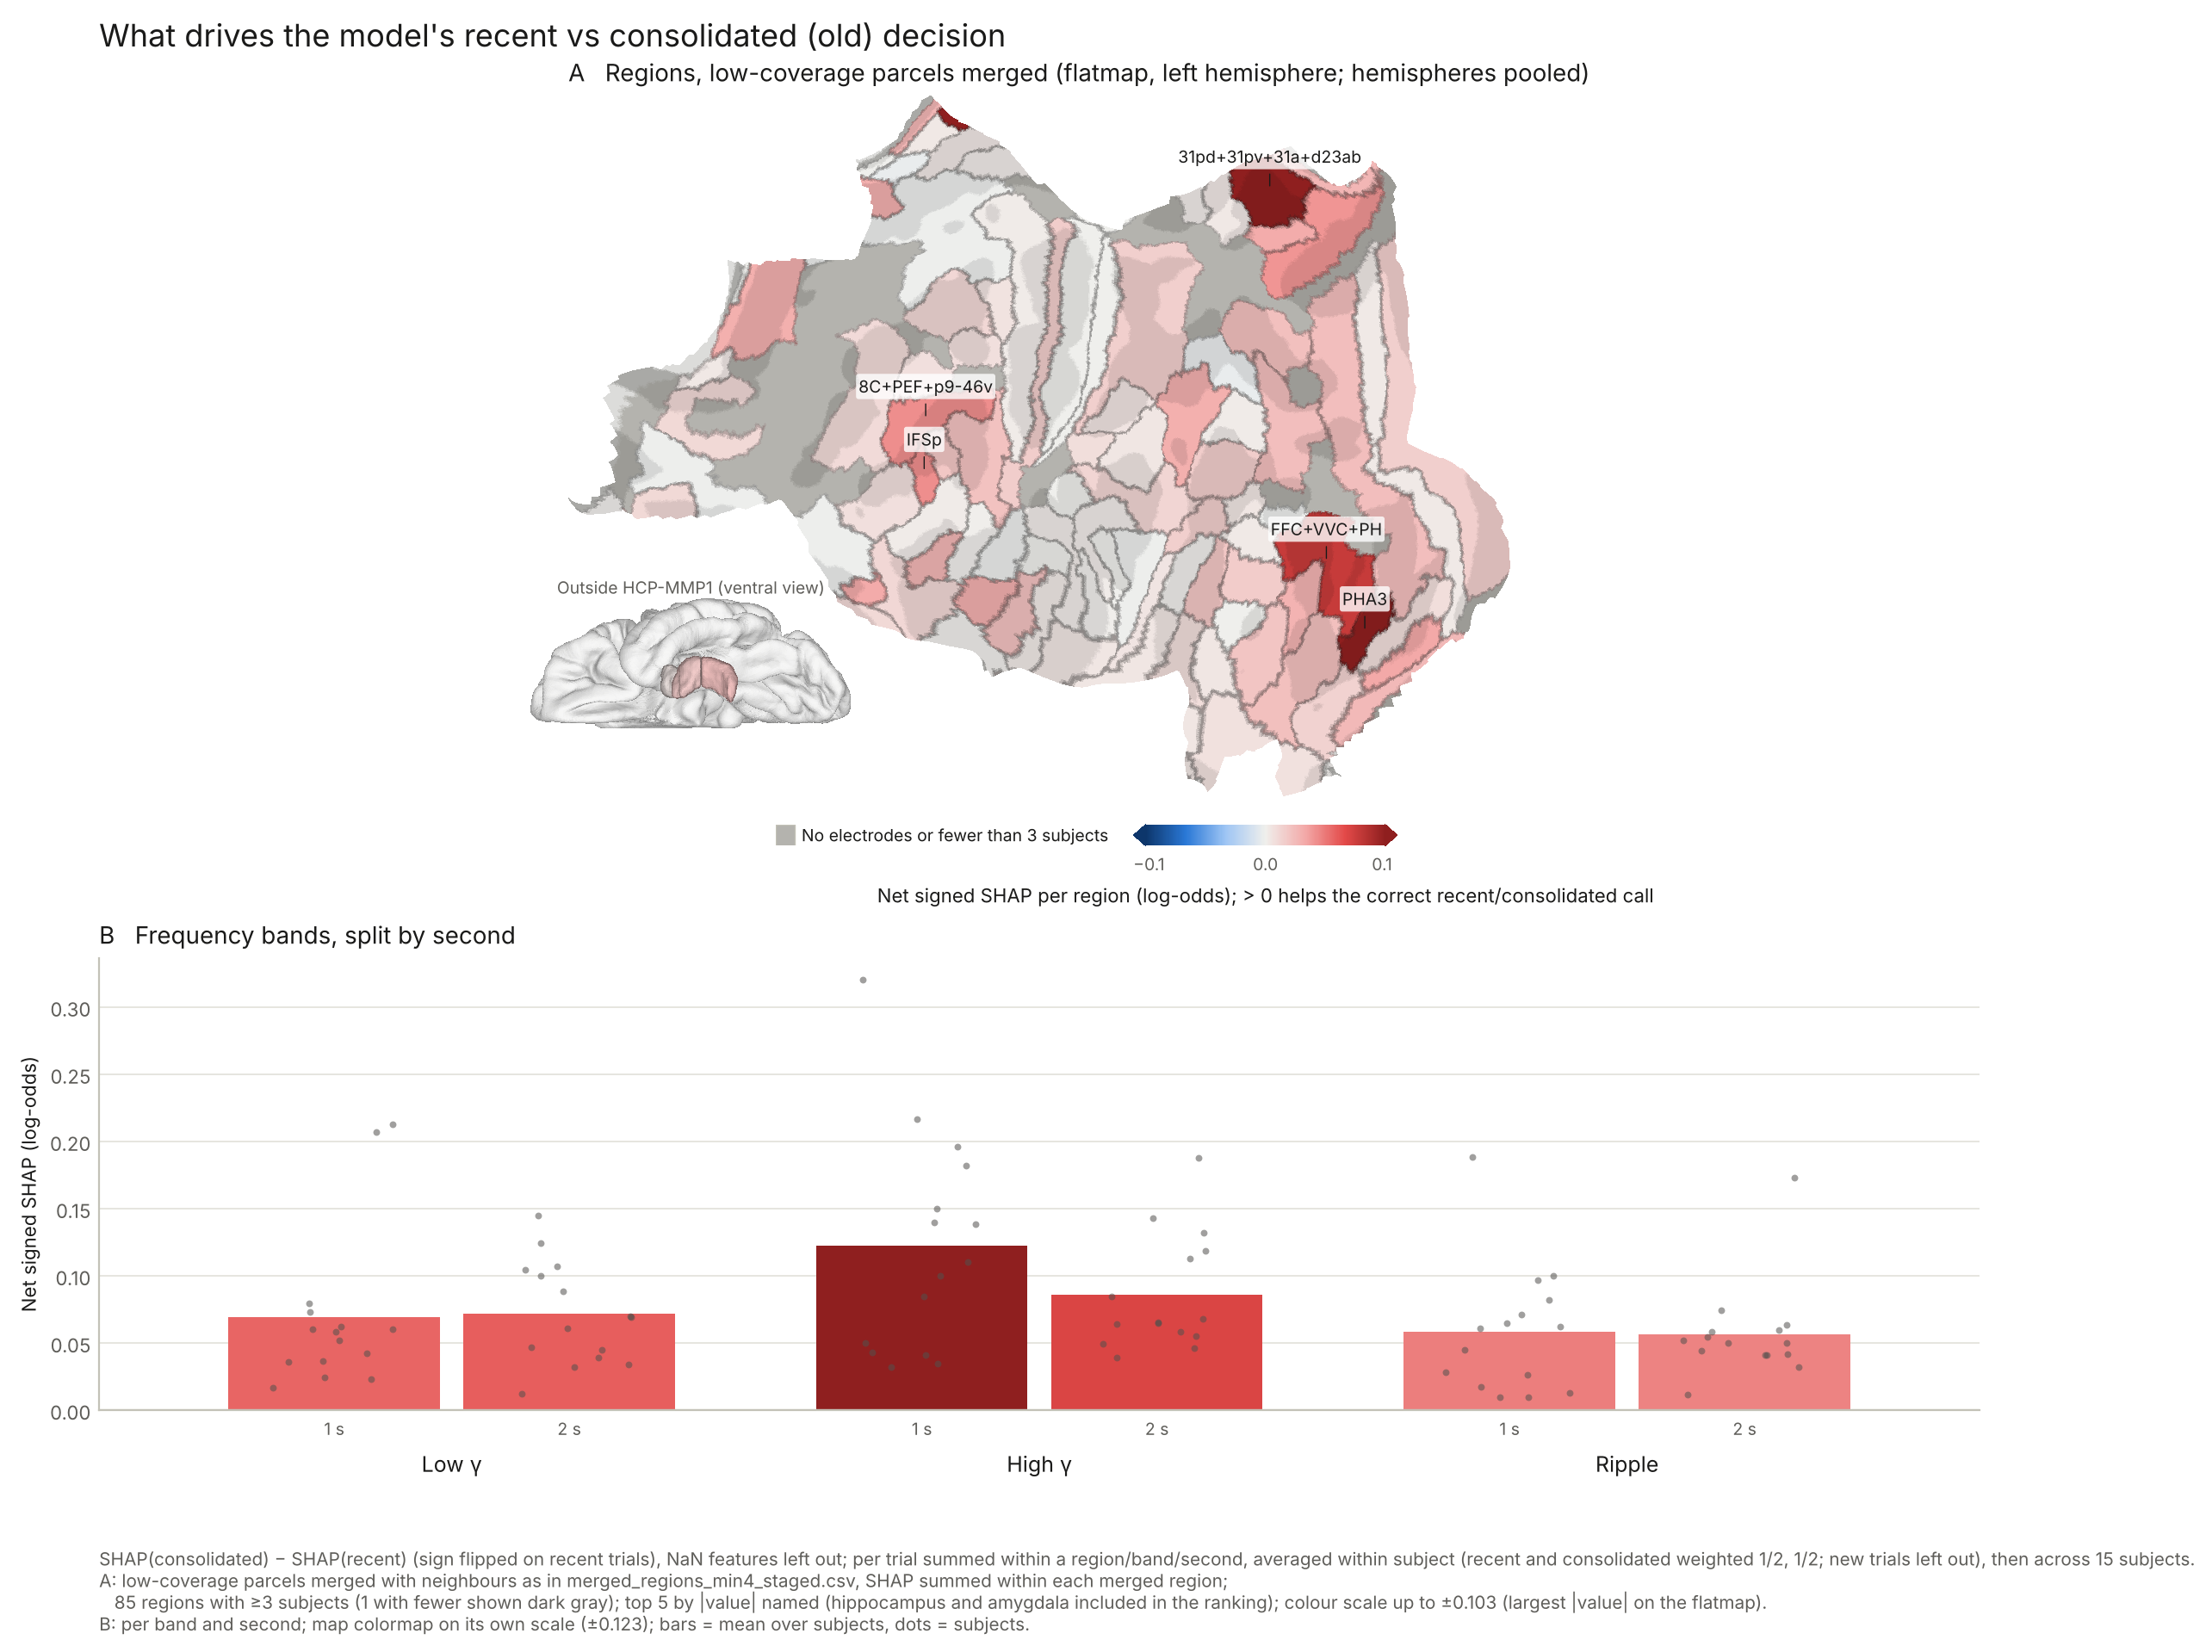 What drives the model's recent vs consolidated (old) decision
A Regions, low-coverage parcels merged (flatmap, left hemisphere; hemispheres pooled)
31pd+31pv+31a+d23ab
8C+PEF+p9-46v
IFSp
FFC+VVC+PH
PHA3
Outside HCP-MMP1 (ventral view)
No electrodes or fewer than 3 subjects
−0.1 0.0 0.1
Net signed SHAP per region (log-odds); > 0 helps the correct recent/consolidated call
B Frequency bands, split by second
Net signed SHAP (log-odds)
0.30
0.25
0.20
0.15
0.10
0.05
0.00
1 s 2 s 1 s 2 s 1 s 2 s
Low γ High γ Ripple
SHAP(consolidated) − SHAP(recent) (sign flipped on recent trials), NaN features left out; per trial summed within a region/band/second, averaged within subject (recent and consolidated weighted 1/2, 1/2; new trials left out), then across 15 subjects.
A: low-coverage parcels merged with neighbours as in merged_regions_min4_staged.csv, SHAP summed within each merged region;
85 regions with ≥3 subjects (1 with fewer shown dark gray); top 5 by |value| named (hippocampus and amygdala included in the ranking); colour scale up to ±0.103 (largest |value| on the flatmap).
B: per band and second; map colormap on its own scale (±0.123); bars = mean over subjects, dots = subjects.